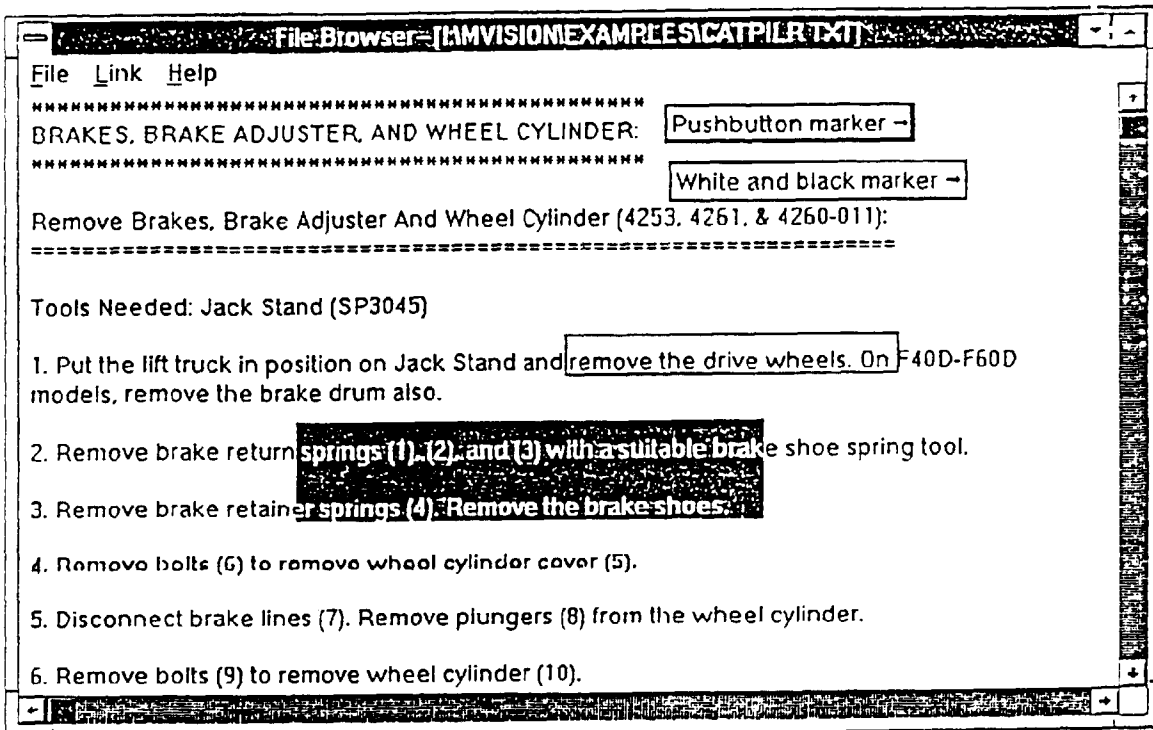 File Browser–[HMVISION\EXAMPLES\CATPILR.TXT]
File Link Help
***********************************************
BRAKES, BRAKE ADJUSTER, AND WHEEL CYLINDER:
***********************************************
Pushbutton marker →
White and black marker →
Remove Brakes, Brake Adjuster And Wheel Cylinder (4253, 4261, & 4260-011):
==================================================================
Tools Needed: Jack Stand (SP3045)
1. Put the lift truck in position on Jack Stand and remove the drive wheels. On F40D-F60D
models, remove the brake drum also.
2. Remove brake return springs (1), (2), and (3) with a suitable brake shoe spring tool.
3. Remove brake retainer springs (4). Remove the brake shoes.
4. Remove bolts (6) to remove wheel cylinder cover (5).
5. Disconnect brake lines (7). Remove plungers (8) from the wheel cylinder.
6. Remove bolts (9) to remove wheel cylinder (10).